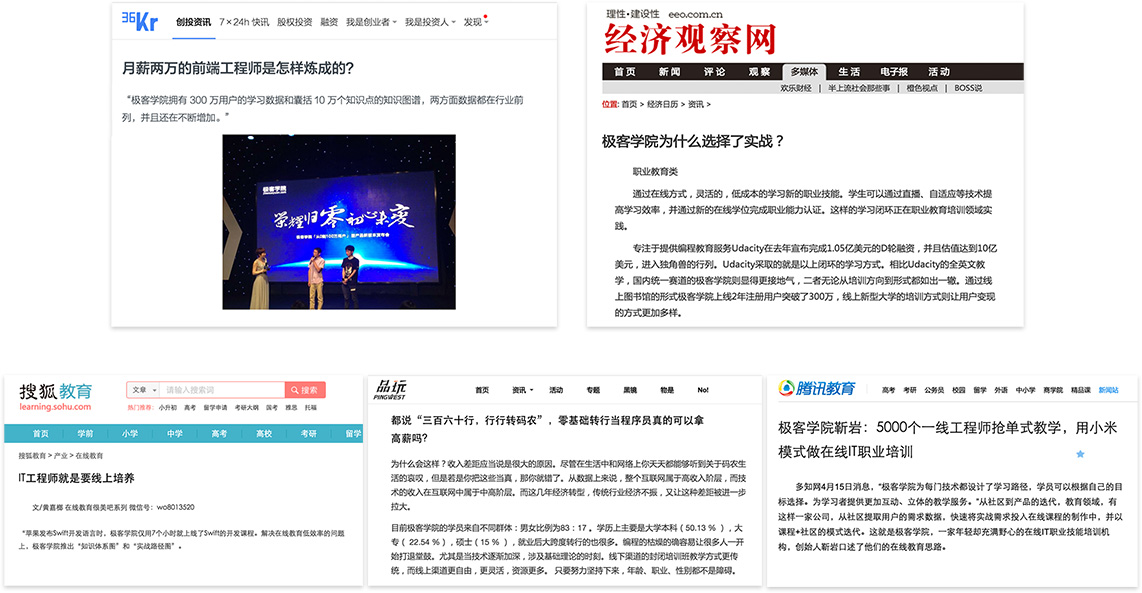 36Kr 创投资讯 7×24h 快讯 股权投资 融资 我是创业者 我是投资人 发现
月薪两万的前端工程师是怎样炼成的?
“极客学院拥有 300 万用户的学习数据和囊括 10 万个知识点的知识图谱，两方面数据都在行业前
列，并且还在不断增加。”
极客学院
荣耀归零 初心未变
理性·建设性 eeo.com.cn
经济观察网
首页 新闻 评论 观察 多媒体 生活 电子报 活动
欢乐财经 | 半上流社会那些事 | 橙色视点 | BOSS说
位置: 首页 > 经济日历 > 资讯 >
极客学院为什么选择了实战？
职业教育类
通过在线方式，灵活的，低成本的学习新的职业技能。学生可以通过直播、自适应等技术提
高学习效率，并通过新的在线学位完成职业能力认证。这样的学习闭环正在职业教育培训领域实
践。
专注于提供编程教育服务Udacity在去年宣布完成1.05亿美元的D轮融资，并且估值达到10亿
美元，进入独角兽的行列。Udacity采取的就是以上闭环的学习方式。相比Udacity的全英文教
学，国内统一赛道的极客学院则显得更接地气，二者无论从培训方向到形式都如出一辙。通过线
上图书馆的形式极客学院上线2年注册用户突破了300万，线上新型大学的培训方式则让用户变现
的方式更加多样。
搜狐教育
learning.sohu.com
文章 请输入搜索词 搜索
热门推荐: 小升初 高考 留学申请 考研大纲 国考 雅思 托福
首页 学前 小学 中学 高考 高校 考研 留学
搜狐教育 > 产业 > 在线教育
IT工程师就是要线上培养
文/黄嘉榔 在线教育很美吧系列 微信号：wo8013520
“苹果发布Swift开发语言时，极客学院仅用7个小时就上线了Swift的开发课程。解决在线教育低效率的问题
上，极客学院推出“知识体系图”和“实战路径图”。
品玩
PINGWEST
首页 资讯 活动 专题 黑镜 物是 No!
都说“三百六十行，行行转码农”，零基础转行当程序员真的可以拿
高薪吗?
为什么会这样？收入差距应当说是很大的原因。尽管在生活中和网络上你天天都能够听到关于码农生
活的哀叹，但是若是你把这些当真，那你就错了。从数据上来说，整个互联网属于高收入阶层，而技
术的收入在互联网中属于中高阶层。而这几年经济转型，传统行业经济不振，又让这种差距被进一步
拉大。
目前极客学院的学员来自不同群体：男女比例为83：17 。学历上主要是大学本科（50.13 % ），大
专（ 22.54 % ），硕士（15 % ），就业后大跨度转行的也很多。编程的枯燥的确容易让很多人一开
始打退堂鼓。尤其是当技术逐渐加深，涉及基础理论的时刻。线下渠道的封闭培训班教学方式更传
统，而线上渠道更自由，更灵活，资源更多。 只要努力坚持下来，年龄、职业、性别都不是障碍。
腾讯教育 高考 考研 公务员 校园 留学 外语 中小学 商学院 精品课 新闻站
极客学院靳岩：5000个一线工程师抢单式教学，用小米
模式做在线IT职业培训
多知网4月15日消息，“极客学院为每门技术都设计了学习路径，学员可以根据自己的目
标选择。为学习者提供更加互动、立体的教学服务。”从社区到产品的迭代，教育领域，有
这样一家公司，从社区提取用户的需求数据，快速将实战需求投入在线课程的制作中，并以
课程+社区的模式迭代。这就是极客学院，一家年轻却充满野心的在线IT职业技能培训机
构，创始人靳岩口述了他们的在线教育思路。